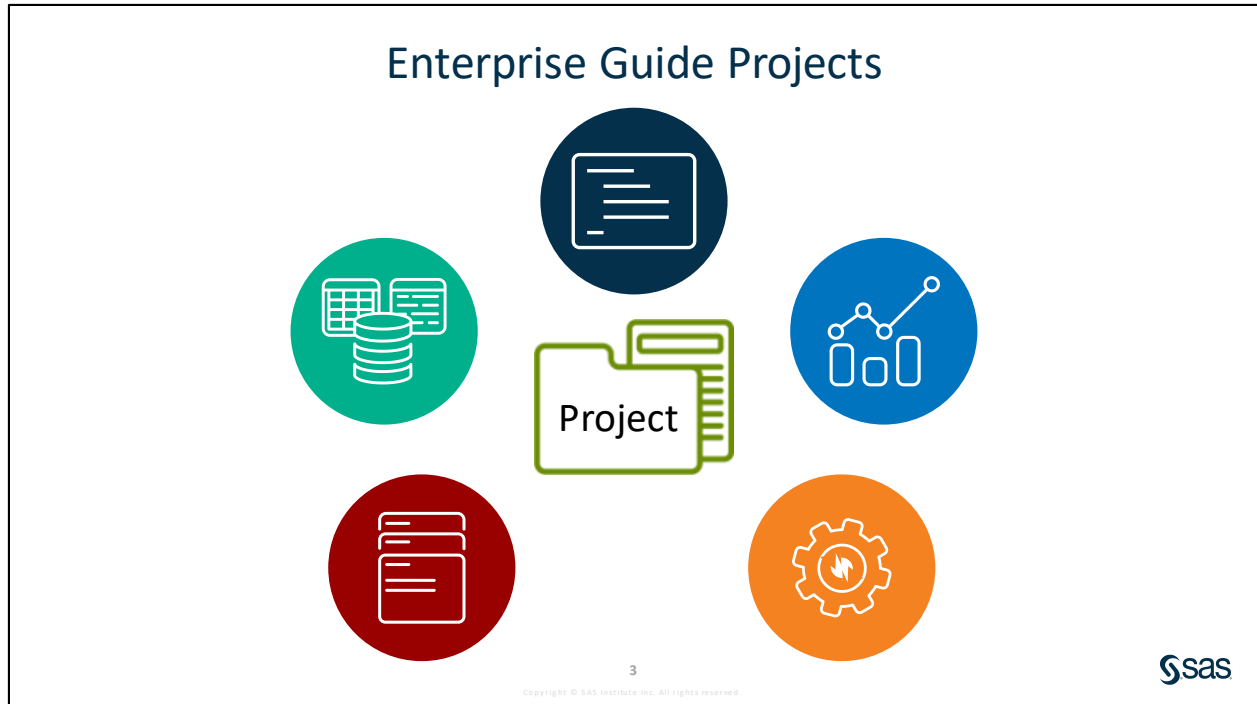 Enterprise Guide Projects
Project
3
Copyright © SAS Institute Inc. All rights reserved.
sas